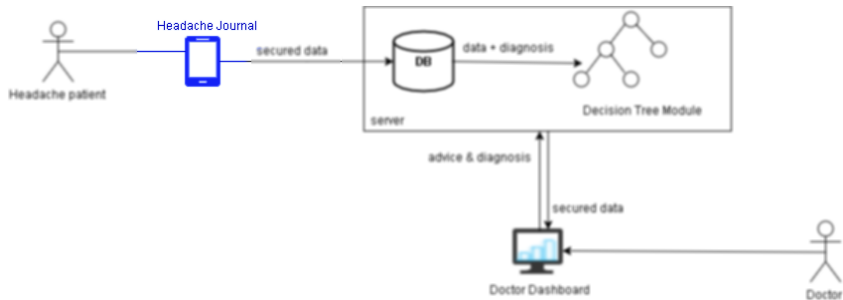 Headache Journal
secured data
data + diagnosis
DB
Headache patient
Decision Tree Module
server
advice & diagnosis
secured data
Doctor Dashboard
Doctor